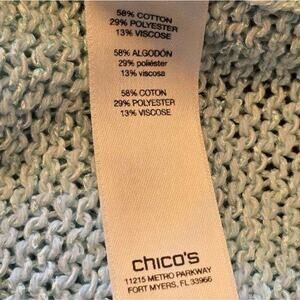 58% COTTON
29% POLYESTER
13% VISCOSE
58% ALGODÓN
29% poliéster
13% viscosa
58% COTON
29% POLYESTER
13% VISCOSE
chico's
11215 METRO PARKWAY
FORT MYERS, FL 33966